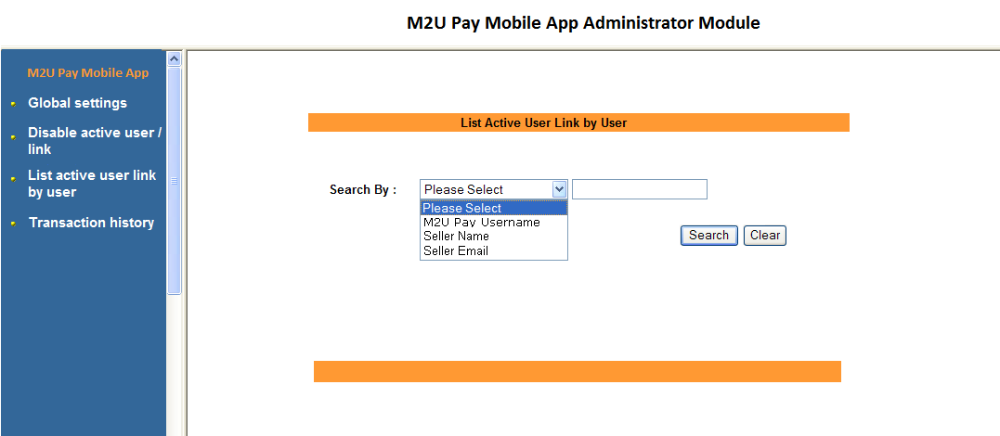 M2U Pay Mobile App Administrator Module
M2U Pay Mobile App
Global settings
Disable active user /
link
List active user link
by user
Transaction history
List Active User Link by User
Search By :
Please Select
Please Select
M2U Pay Username
Seller Name
Seller Email
Search
Clear